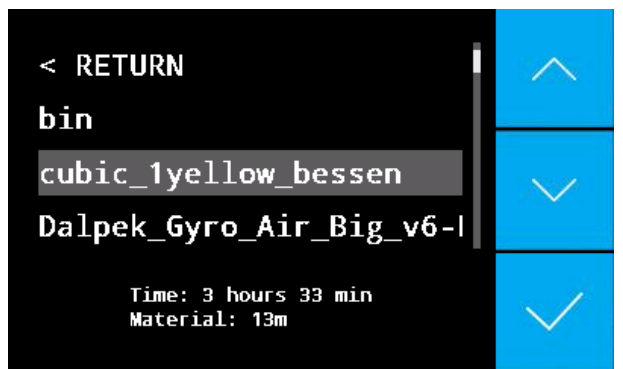 < RETURN
bin
cubic_1yellow_bessen
Dalpek_Gyro_Air_Big_v6-
Time: 3 hours 33 min
Material: 13m